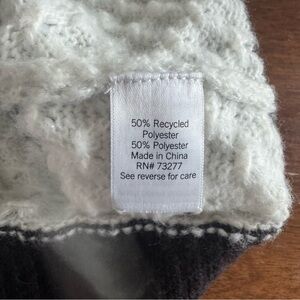 50% Recycled
Polyester
50% Polyester
Made in China
RN# 73277
See reverse for care